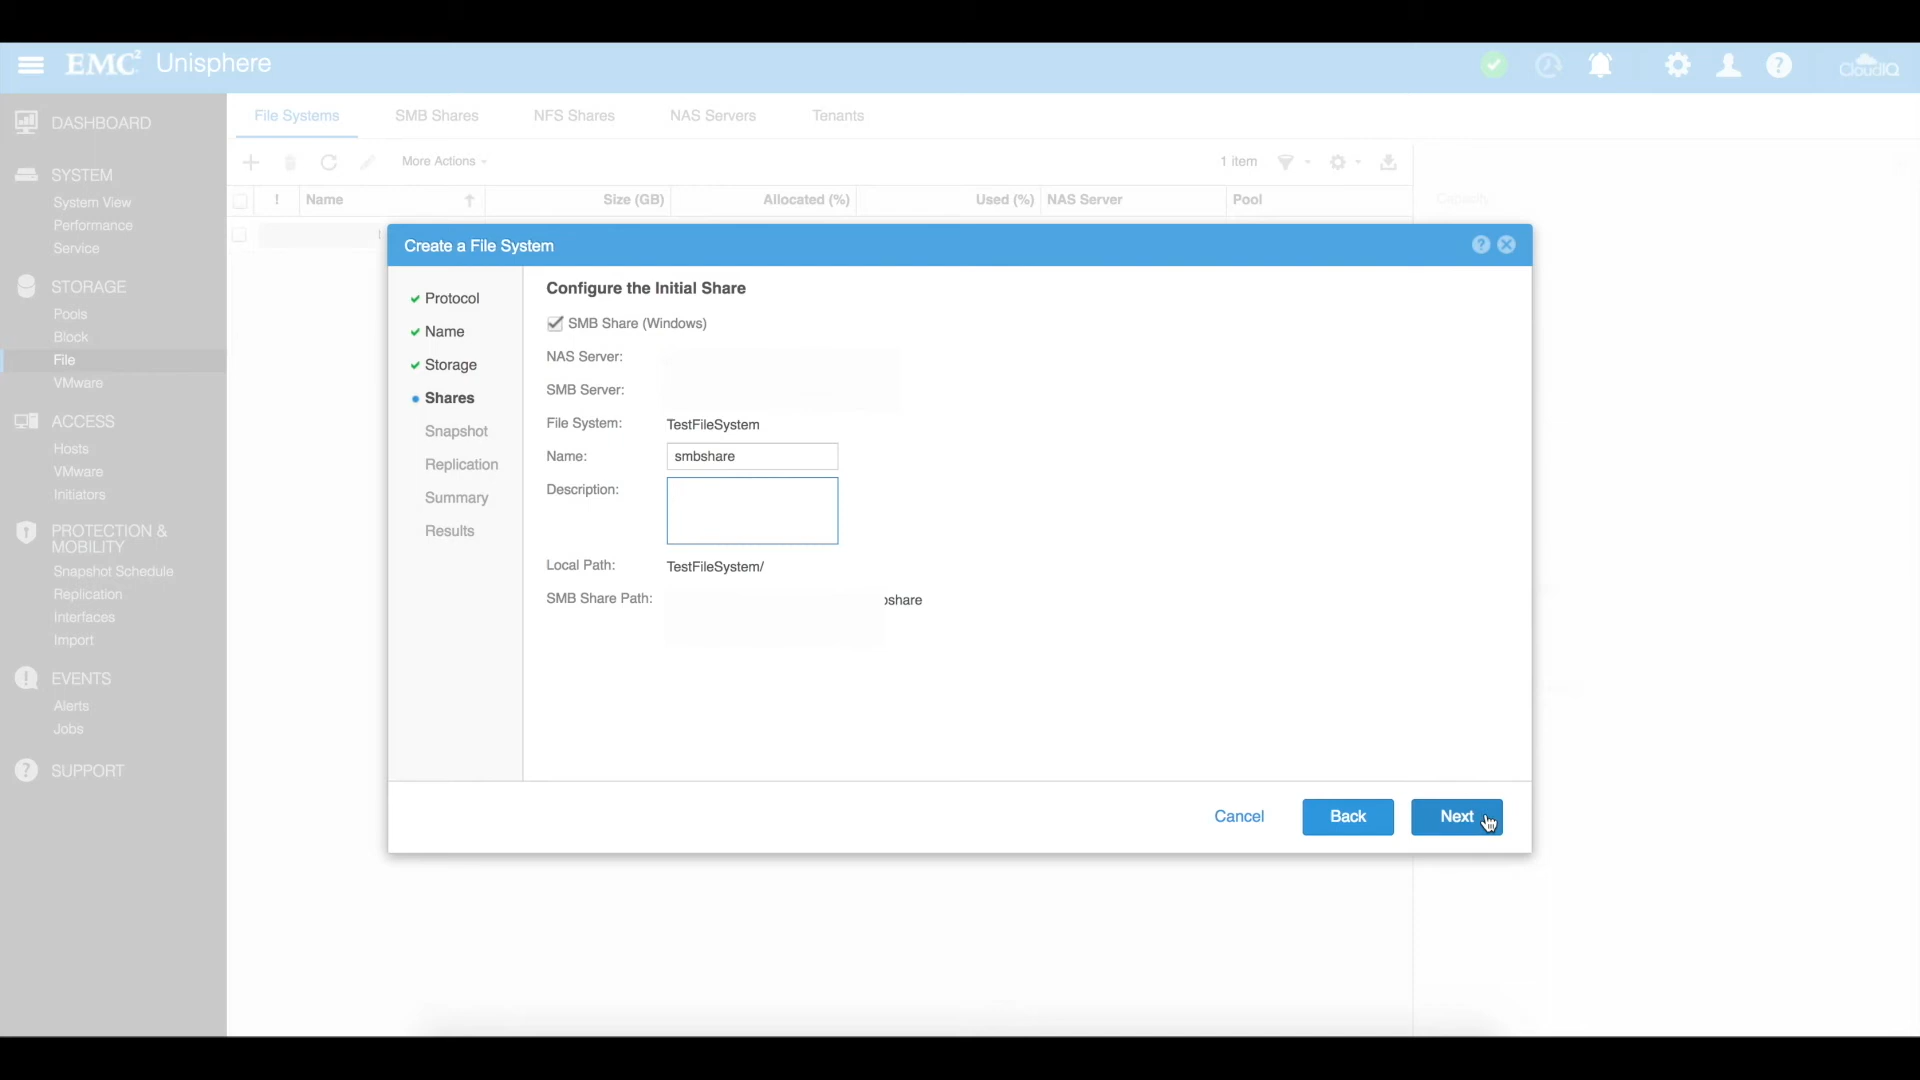 EMC² Unisphere
CloudIQ
DASHBOARD
SYSTEM
System View
Performance
Service
STORAGE
Pools
Block
File
VMware
ACCESS
Hosts
VMware
Initiators
PROTECTION &
MOBILITY
Snapshot Schedule
Replication
Interfaces
Import
EVENTS
Alerts
Jobs
SUPPORT
File Systems SMB Shares NFS Shares NAS Servers Tenants
More Actions 1 item
! Name Size (GB) Allocated (%) Used (%) NAS Server Pool
Capacity
Create a File System
Protocol
Name
Storage
Shares
Snapshot
Replication
Summary
Results
Configure the Initial Share
SMB Share (Windows)
NAS Server:
SMB Server:
File System: TestFileSystem
Name: smbshare
Description:
Local Path: TestFileSystem/
SMB Share Path: share
Cancel Back Next